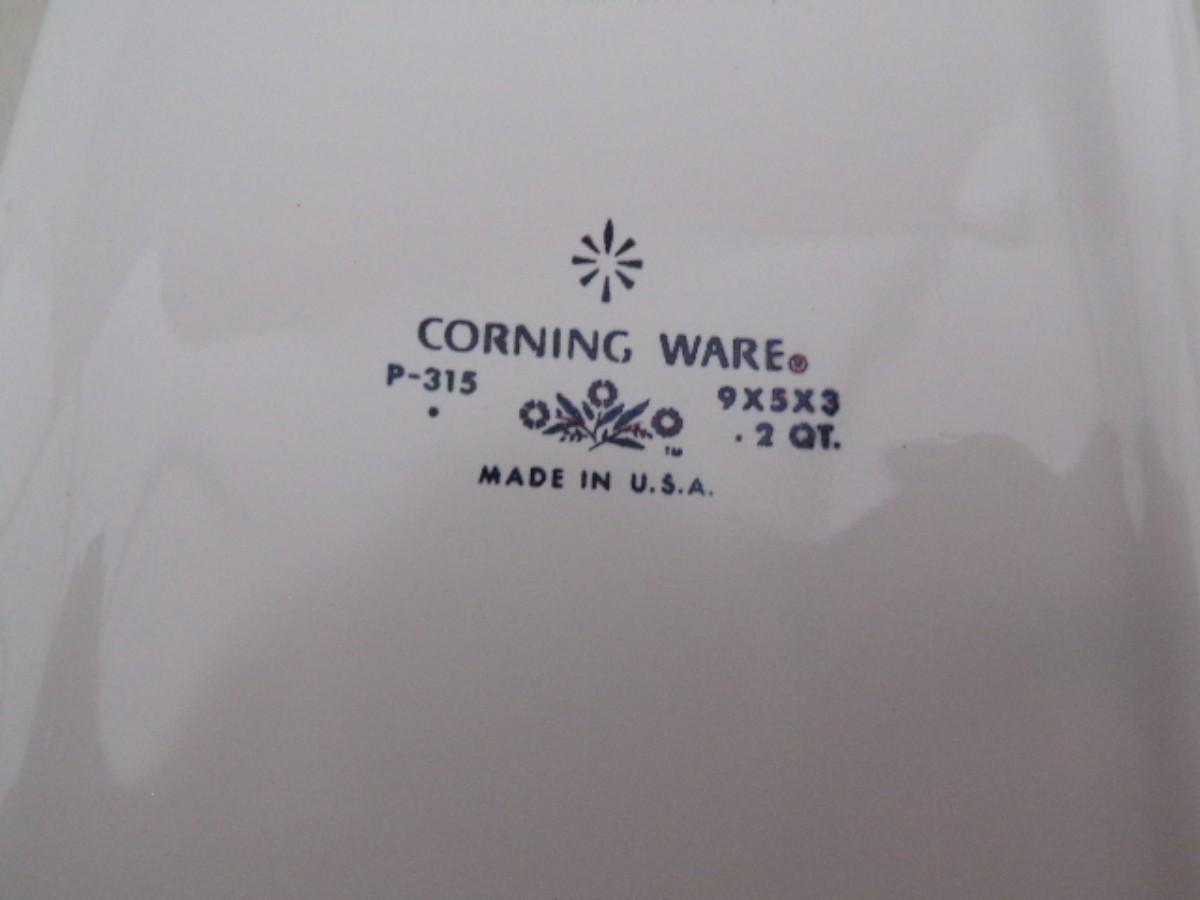 CORNING WARE®
P-315
9X5X3
. 2 QT.
TM
MADE IN U.S.A.